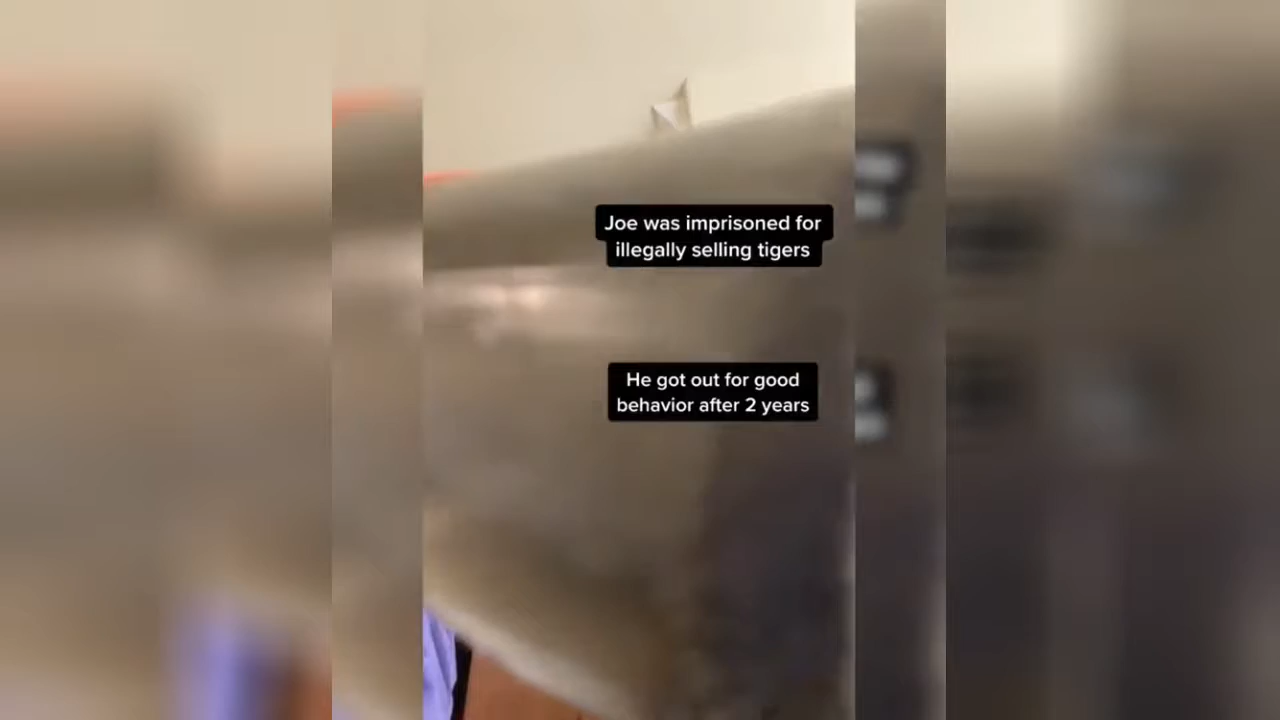 Joe was imprisoned for
illegally selling tigers
He got out for good
behavior after 2 years